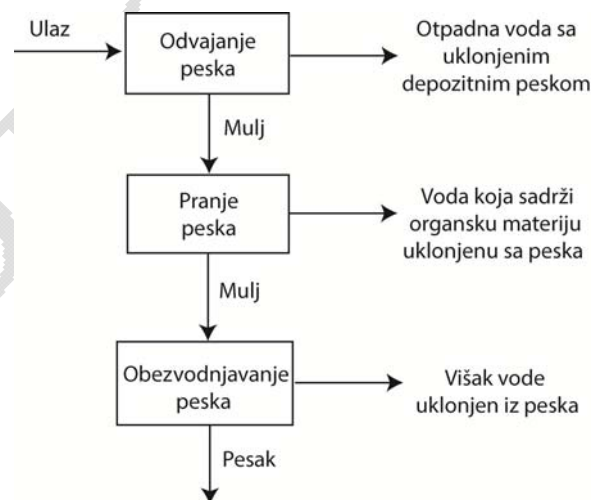 Ulaz
Odvajanje
peska
Otpadna voda sa
uklonjenim
depozitnim peskom
Mulj
Pranje
peska
Voda koja sadrži
organsku materiju
uklonjenu sa peska
Mulj
Obezvodnjavanje
peska
Višak vode
uklonjen iz peska
Pesak